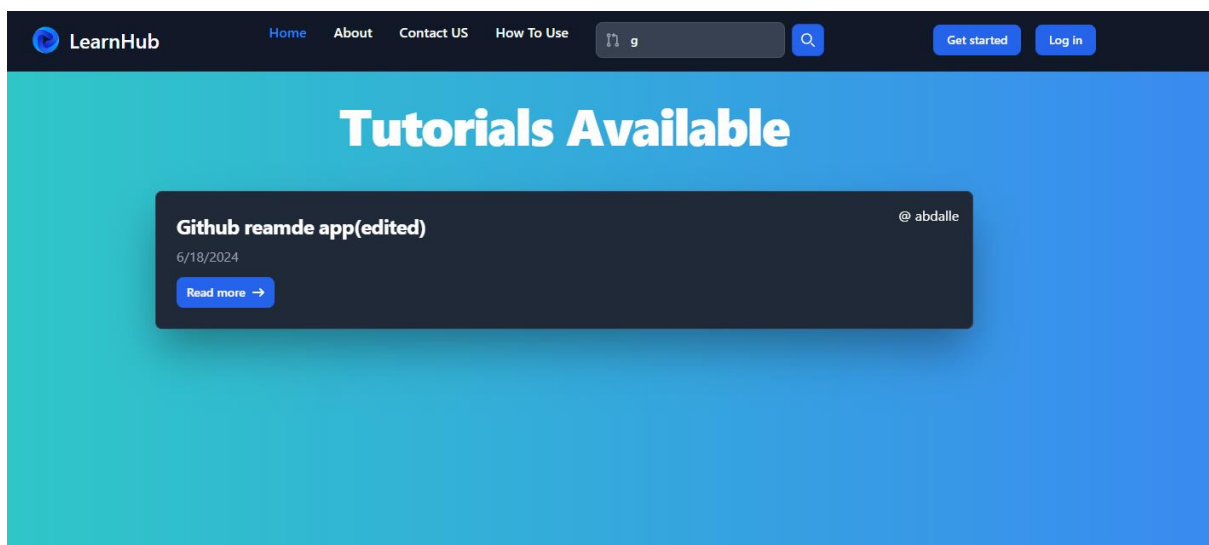 LearnHub Home About Contact US How To Use g Get started Log in
Tutorials Available
Github reamde app(edited) @ abdalle
6/18/2024
Read more →